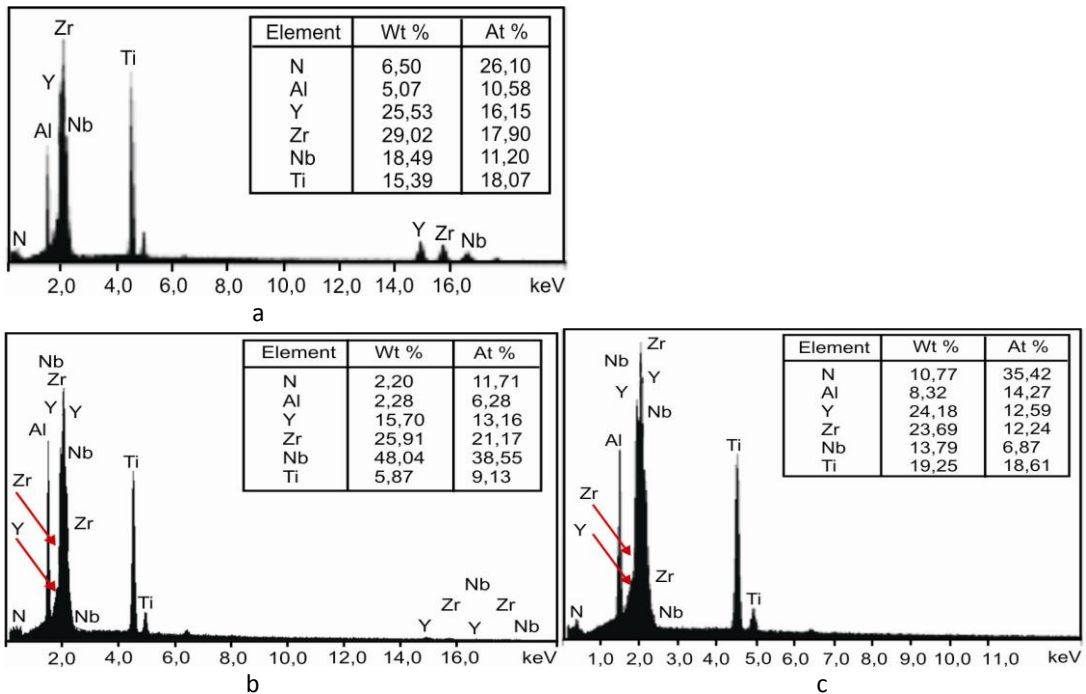 Zr
Ti
Y
Nb
Al
N
Y Zr Nb
Element Wt % At %
N 6,50 26,10
Al 5,07 10,58
Y 25,53 16,15
Zr 29,02 17,90
Nb 18,49 11,20
Ti 15,39 18,07
2,0 4,0 6,0 8,0 10,0 12,0 14,0 16,0 keV
a
Nb
Zr
Y Y
Al
Nb
Ti
Zr
Zr
Y
N
Nb
Ti
Nb
Zr Zr
Y Y Nb
Element Wt % At %
N 2,20 11,71
Al 2,28 6,28
Y 15,70 13,16
Zr 25,91 21,17
Nb 48,04 38,55
Ti 5,87 9,13
2,0 4,0 6,0 8,0 10,0 12,0 14,0 16,0 keV
b
Zr
Nb
Y
Y
Nb
Al
Ti
Zr
Y
Zr
N
Nb
Ti
Element Wt % At %
N 10,77 35,42
Al 8,32 14,27
Y 24,18 12,59
Zr 23,69 12,24
Nb 13,79 6,87
Ti 19,25 18,61
1,0 2,0 3,0 4,0 5,0 6,0 7,0 8,0 9,0 10,0 11,0 keV
c